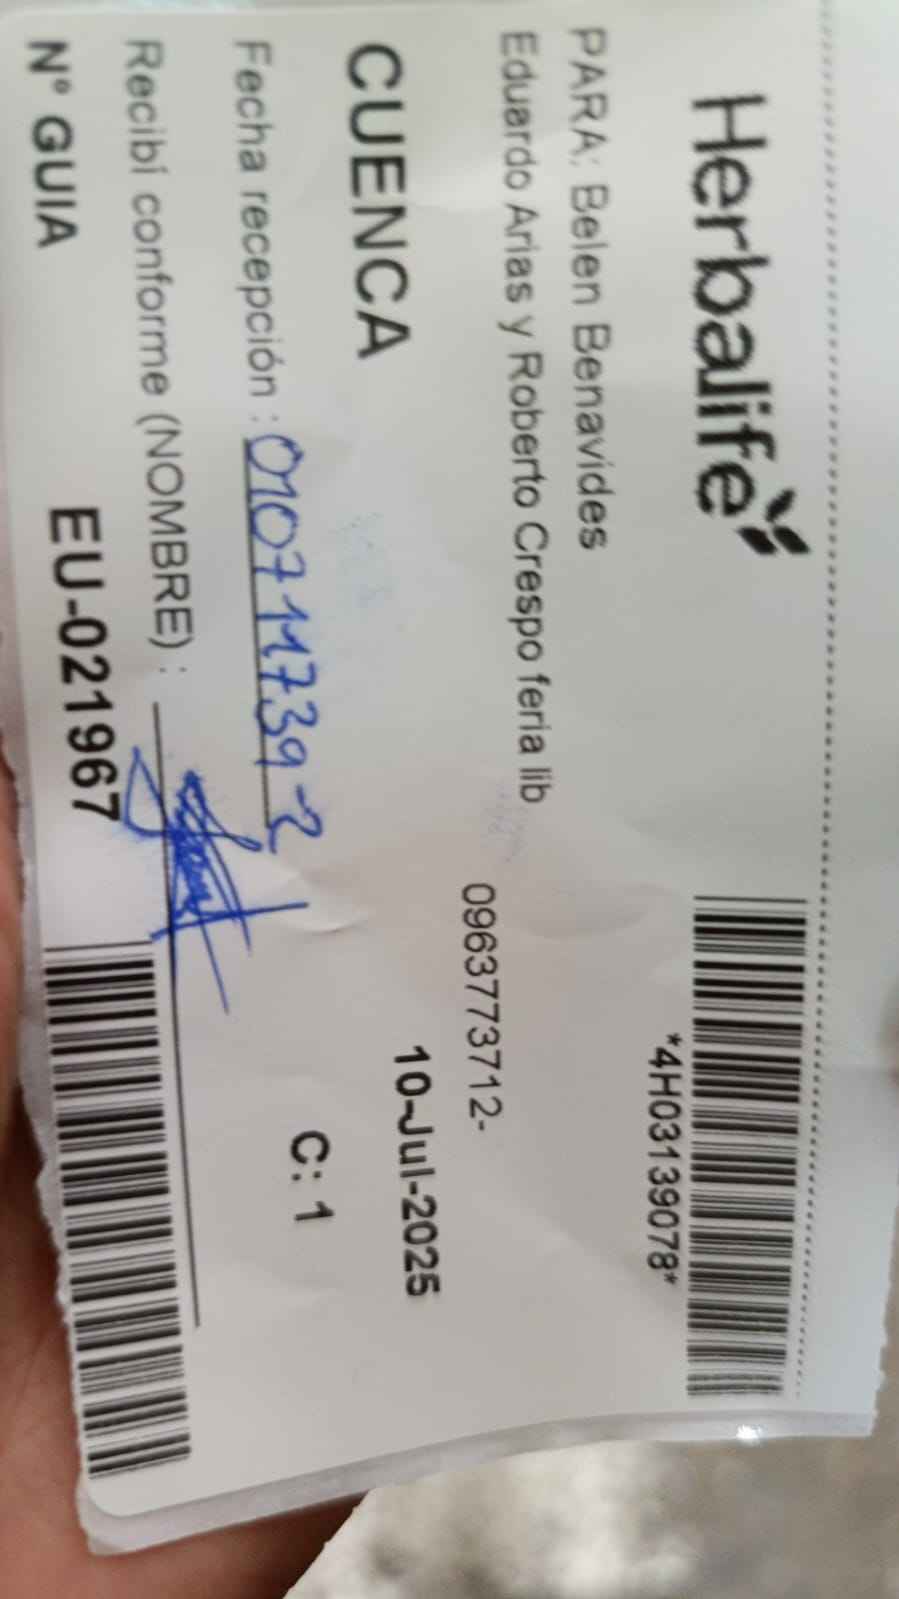 Herbalife
*4H03139078*
PARA: Belen Benavides
Eduardo Arias y Roberto Crespo feria lib
0963773712-
CUENCA
10-Jul-2025
Fecha recepción : 010711739-2
C: 1
Recibí conforme (NOMBRE) :
Nº GUIA EU-021967